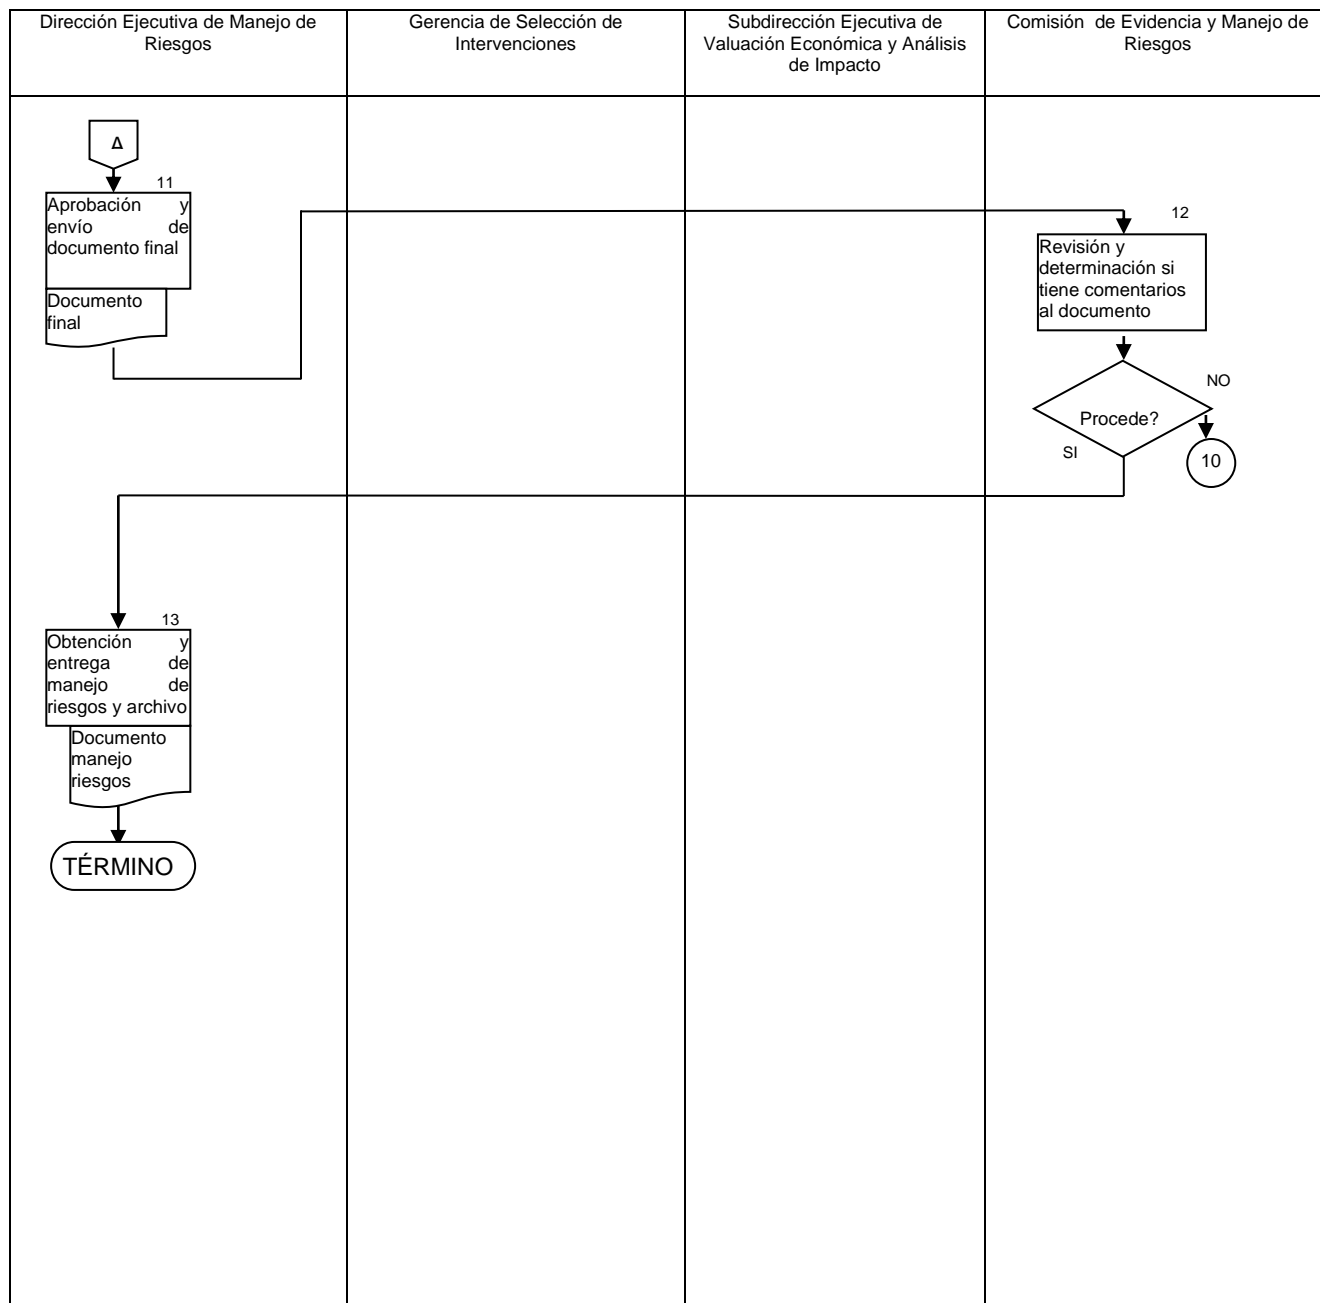 Dirección Ejecutiva de Manejo de
Riesgos
Gerencia de Selección de
Intervenciones
Subdirección Ejecutiva de
Valuación Económica y Análisis
de Impacto
Comisión de Evidencia y Manejo de
Riesgos
11
Aprobación y
envío de
documento final
Documento
final
12
Revisión y
determinación si
tiene comentarios
al documento
NO
Procede?
SI
10
13
Obtención y
entrega de
manejo de
riesgos y archivo
Documento
manejo
riesgos
TÉRMINO